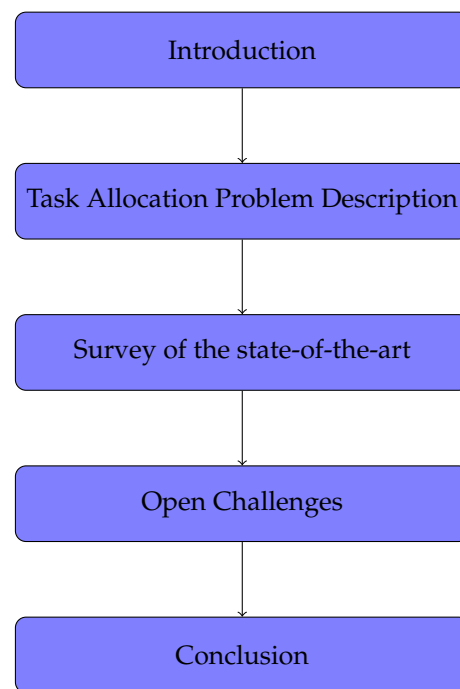 Introduction
Task Allocation Problem Description
Survey of the state-of-the-art
Open Challenges
Conclusion